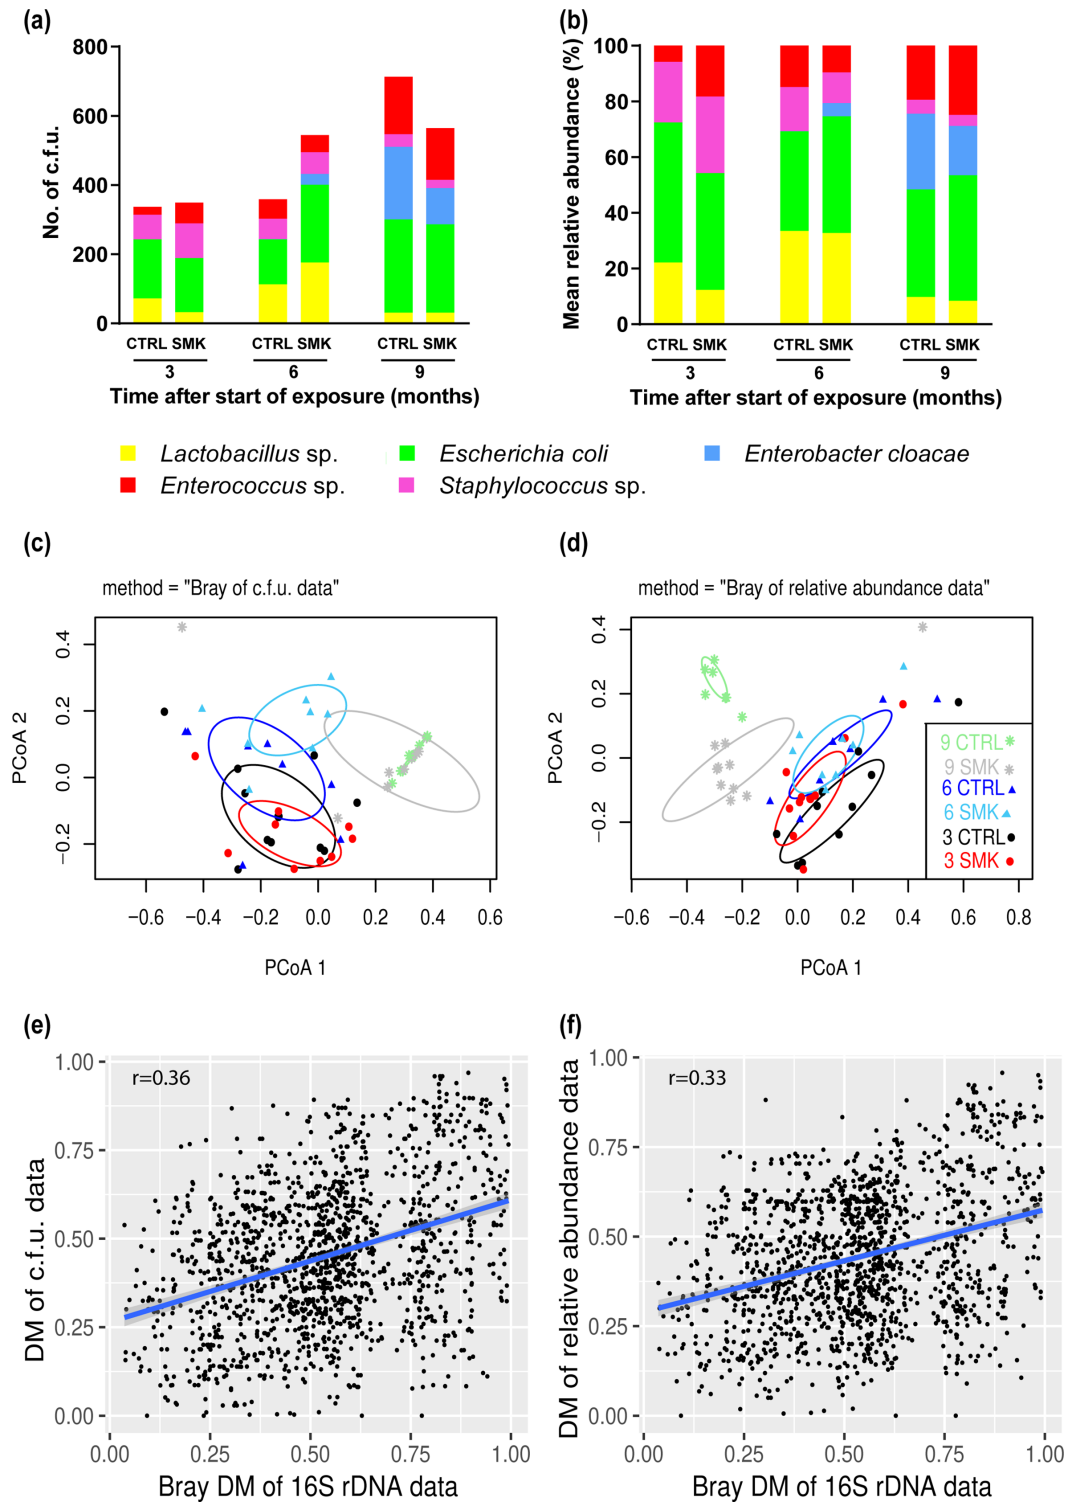 (a)
No. of c.f.u.
800
600
400
200
0
CTRL SMK CTRL SMK CTRL SMK
3 6 9
Time after start of exposure (months)
(b)
Mean relative abundance (%)
100
80
60
40
20
0
CTRL SMK CTRL SMK CTRL SMK
3 6 9
Time after start of exposure (months)
Lactobacillus sp. Escherichia coli Enterobacter cloacae
Enterococcus sp. Staphylococcus sp.
(c)
method = "Bray of c.f.u. data"
PCoA 2
0.4
0.2
0.0
−0.2
−0.6 −0.4 −0.2 0.0 0.2 0.4 0.6
PCoA 1
(d)
method = "Bray of relative abundance data"
PCoA 2
0.4
0.2
0.0
−0.2
9 CTRL
9 SMK
6 CTRL
6 SMK
3 CTRL
3 SMK
−0.6 −0.4 −0.2 0.0 0.2 0.4 0.6 0.8
PCoA 1
(e)
DM of c.f.u. data
1.00
0.75
0.50
0.25
0.00
r=0.36
0.00 0.25 0.50 0.75 1.00
Bray DM of 16S rDNA data
(f)
DM of relative abundance data
1.00
0.75
0.50
0.25
0.00
r=0.33
0.00 0.25 0.50 0.75 1.00
Bray DM of 16S rDNA data